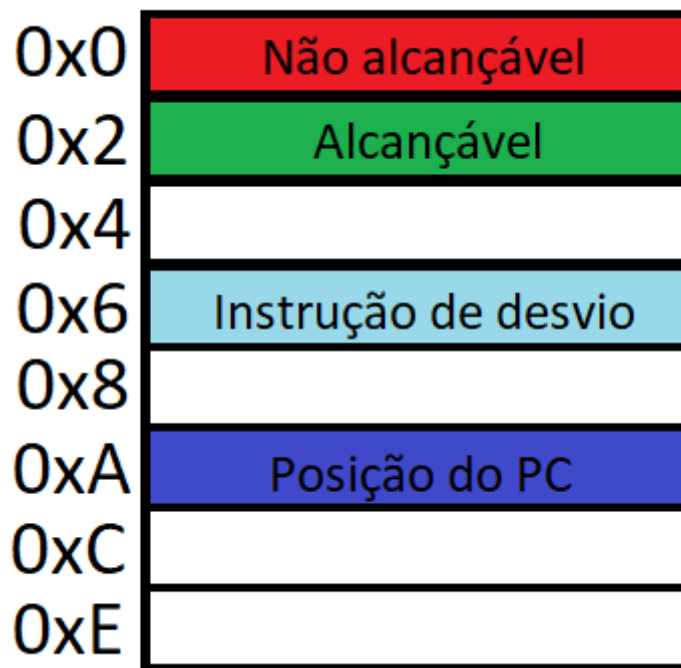 0x0 Não alcançável
0x2 Alcançável
0x4
0x6 Instrução de desvio
0x8
0xA Posição do PC
0xC
0xE